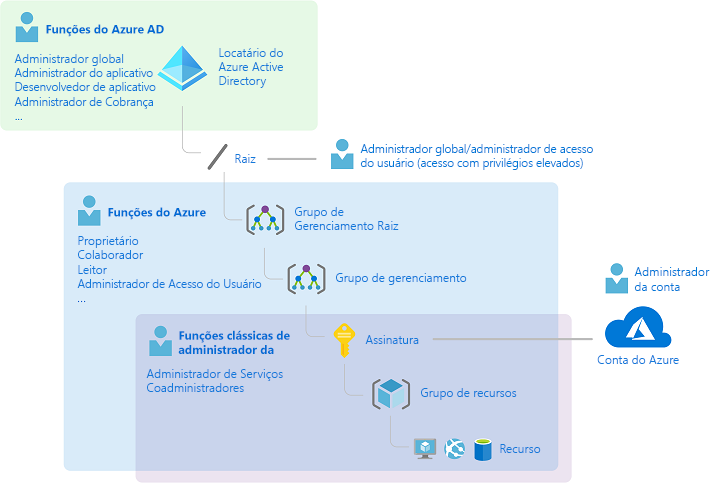 Funções do Azure AD
Administrador global
Administrador do aplicativo
Desenvolvedor de aplicativo
Administrador de Cobrança
...
Locatário do
Azure Active
Directory
Raiz
Administrador global/administrador de acesso
do usuário (acesso com privilégios elevados)
Funções do Azure
Proprietário
Colaborador
Leitor
Administrador de Acesso do Usuário
...
Grupo de
Gerenciamento Raiz
Grupo de gerenciamento
Administrador
da conta
Funções clássicas de
administrador da
Administrador de Serviços
Coadministradores
Assinatura
Conta do Azure
Grupo de recursos
Recurso